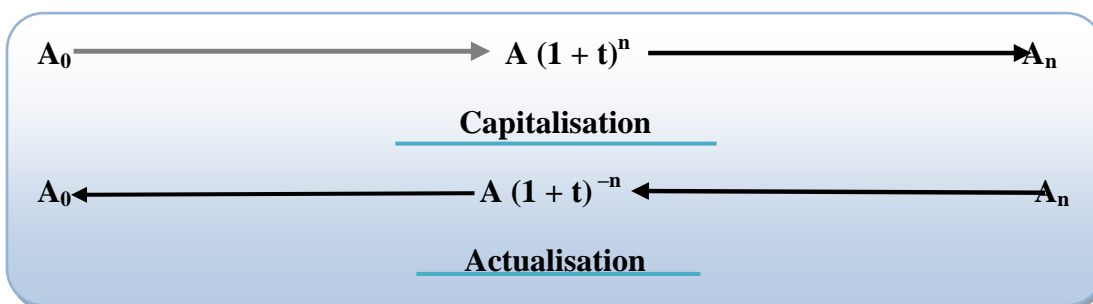 A₀ A (1 + t)ⁿ Aₙ
Capitalisation
A₀ A (1 + t) ⁻ⁿ Aₙ
Actualisation